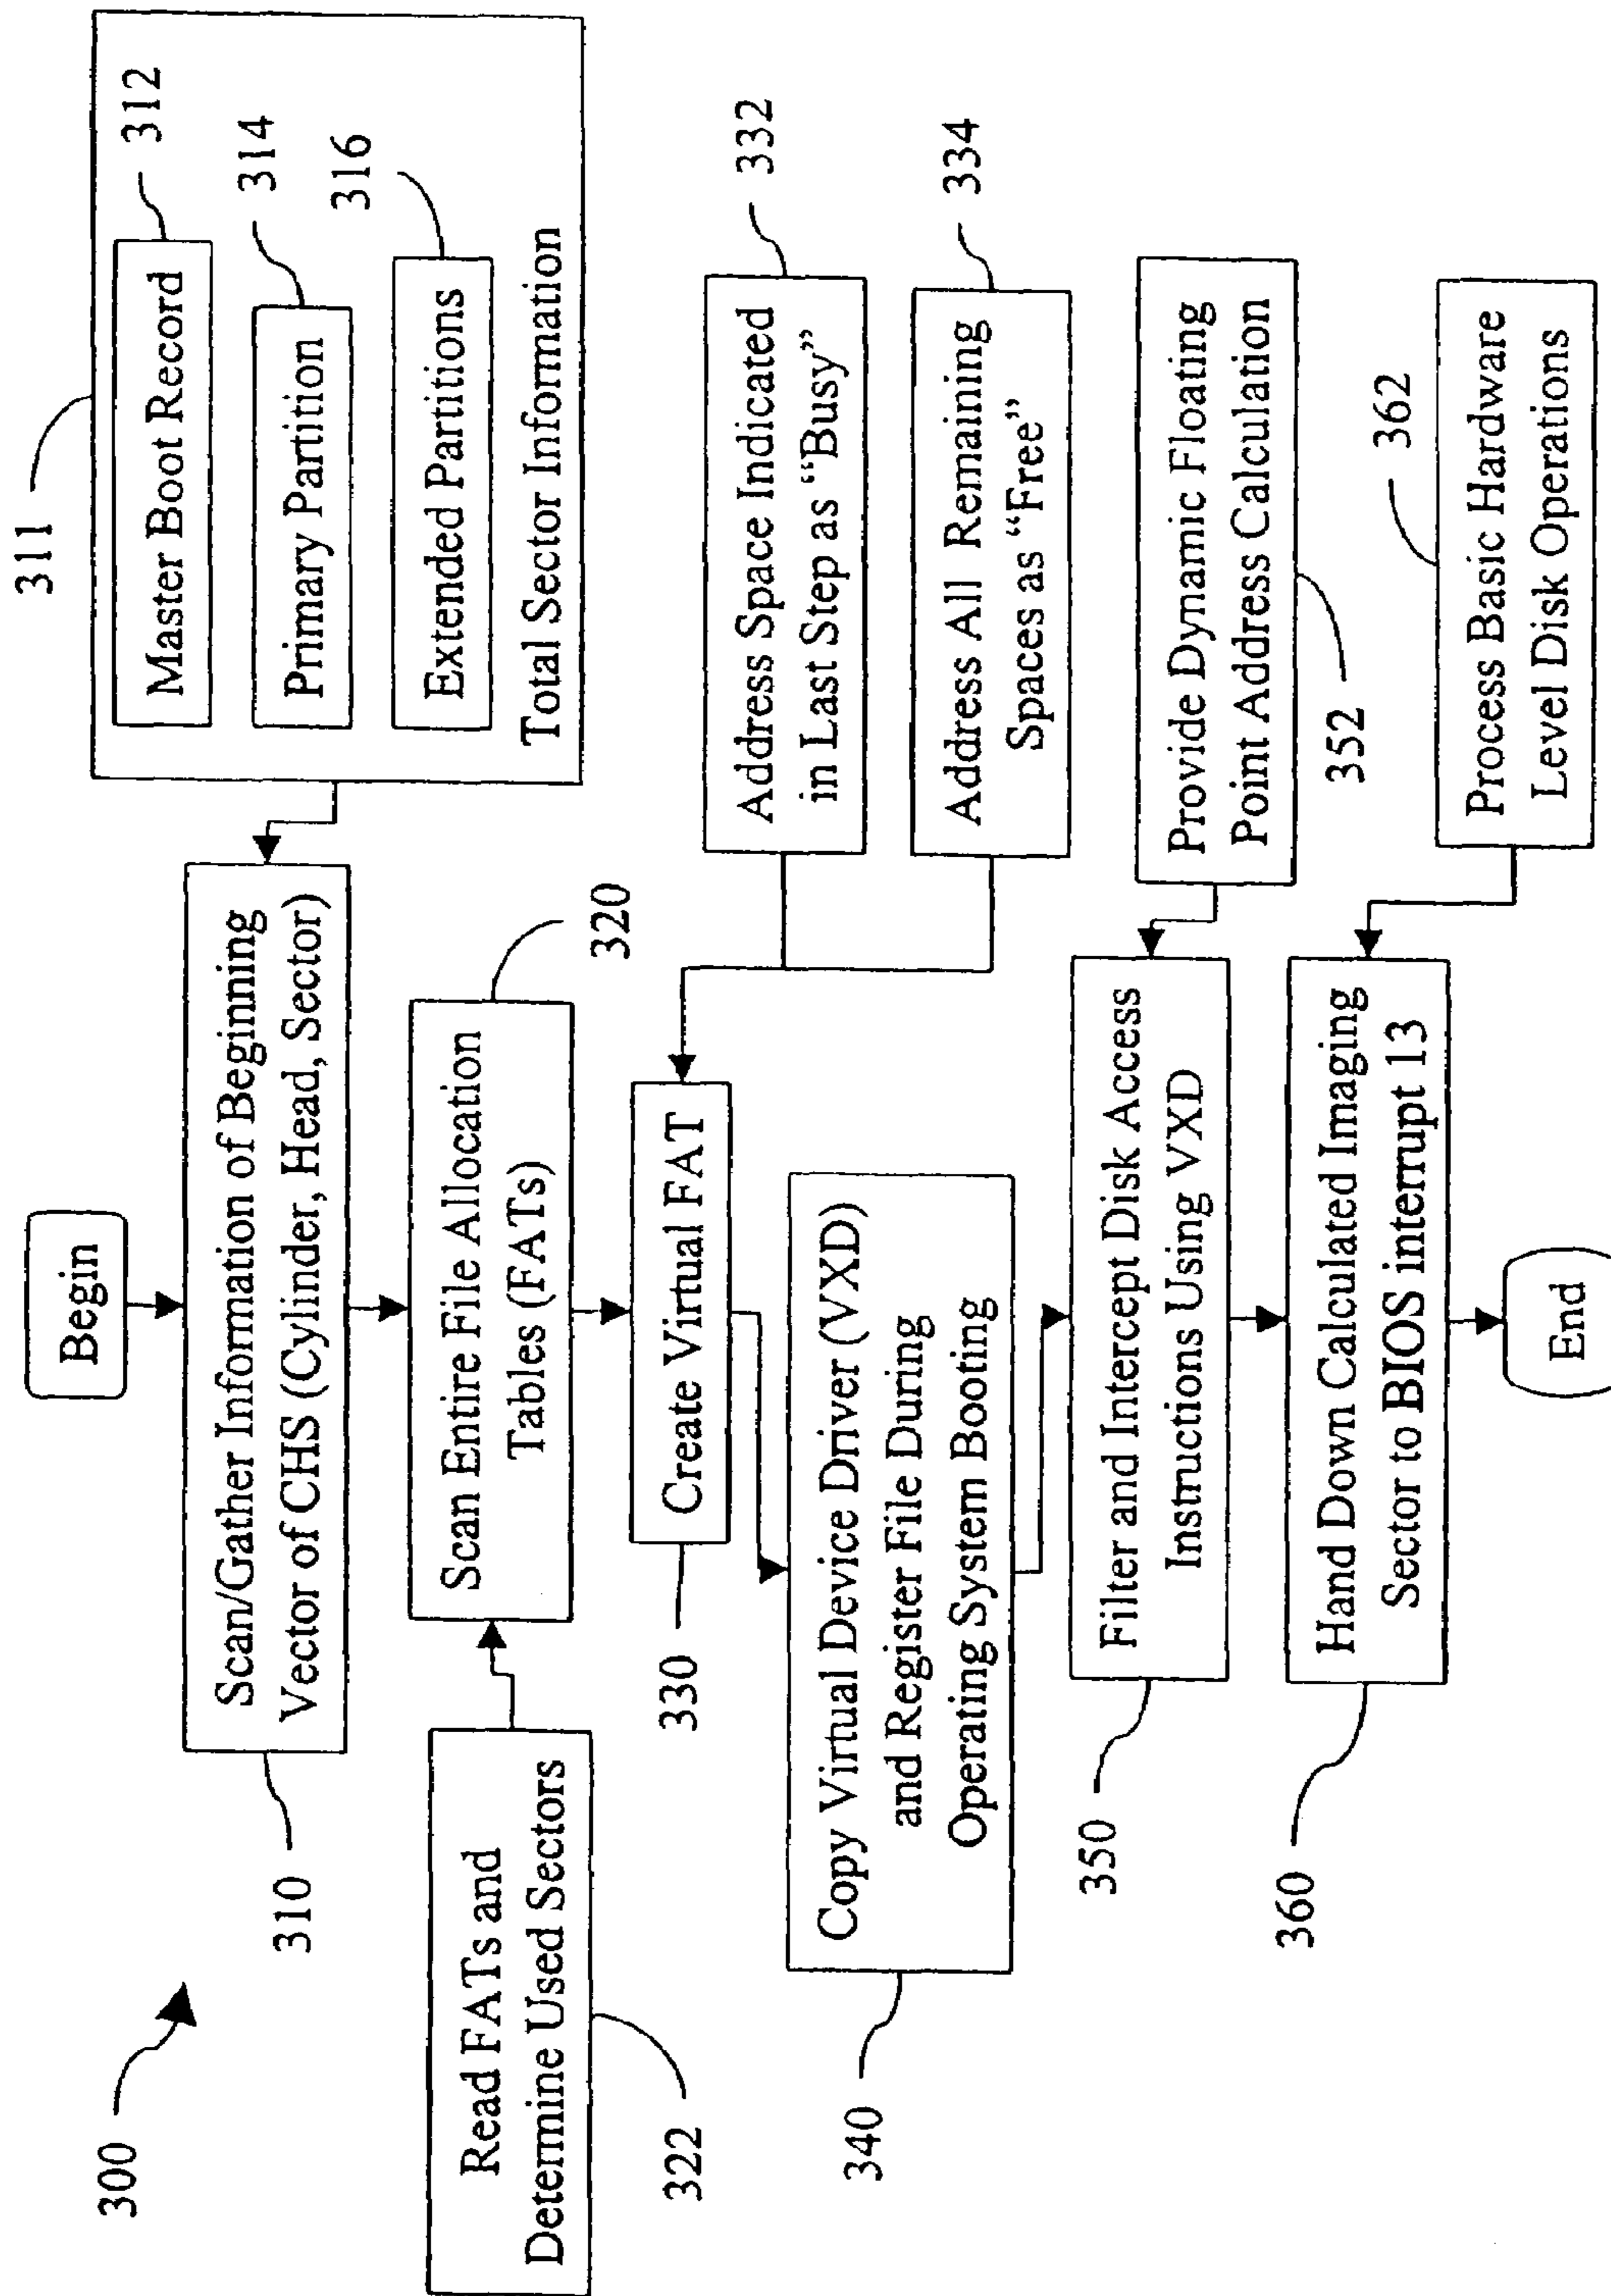 300
Begin
311
Master Boot Record
312
Primary Partition
314
Extended Partitions
316
Total Sector Information
Scan/Gather Information of Beginning
Vector of CHS (Cylinder, Head, Sector)
310
Read FATs and
Determine Used Sectors
322
Scan Entire File Allocation
Tables (FATs)
320
Create Virtual FAT
330
Address Space Indicated
in Last Step as “Busy”
332
Address All Remaining
Spaces as “Free”
334
Copy Virtual Device Driver (VXD)
and Register File During
Operating System Booting
340
Filter and Intercept Disk Access
Instructions Using VXD
350
Provide Dynamic Floating
Point Address Calculation
352
Hand Down Calculated Imaging
Sector to BIOS interrupt 13
360
Process Basic Hardware
Level Disk Operations
362
End